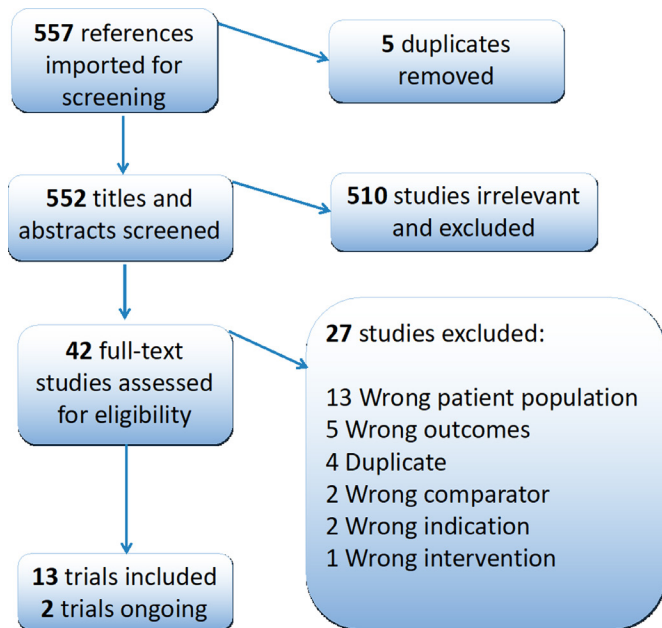 557 references
imported for
screening
5 duplicates
removed
552 titles and
abstracts screened
510 studies irrelevant
and excluded
42 full-text
studies assessed
for eligibility
27 studies excluded:
13 Wrong patient population
5 Wrong outcomes
4 Duplicate
2 Wrong comparator
2 Wrong indication
1 Wrong intervention
13 trials included
2 trials ongoing